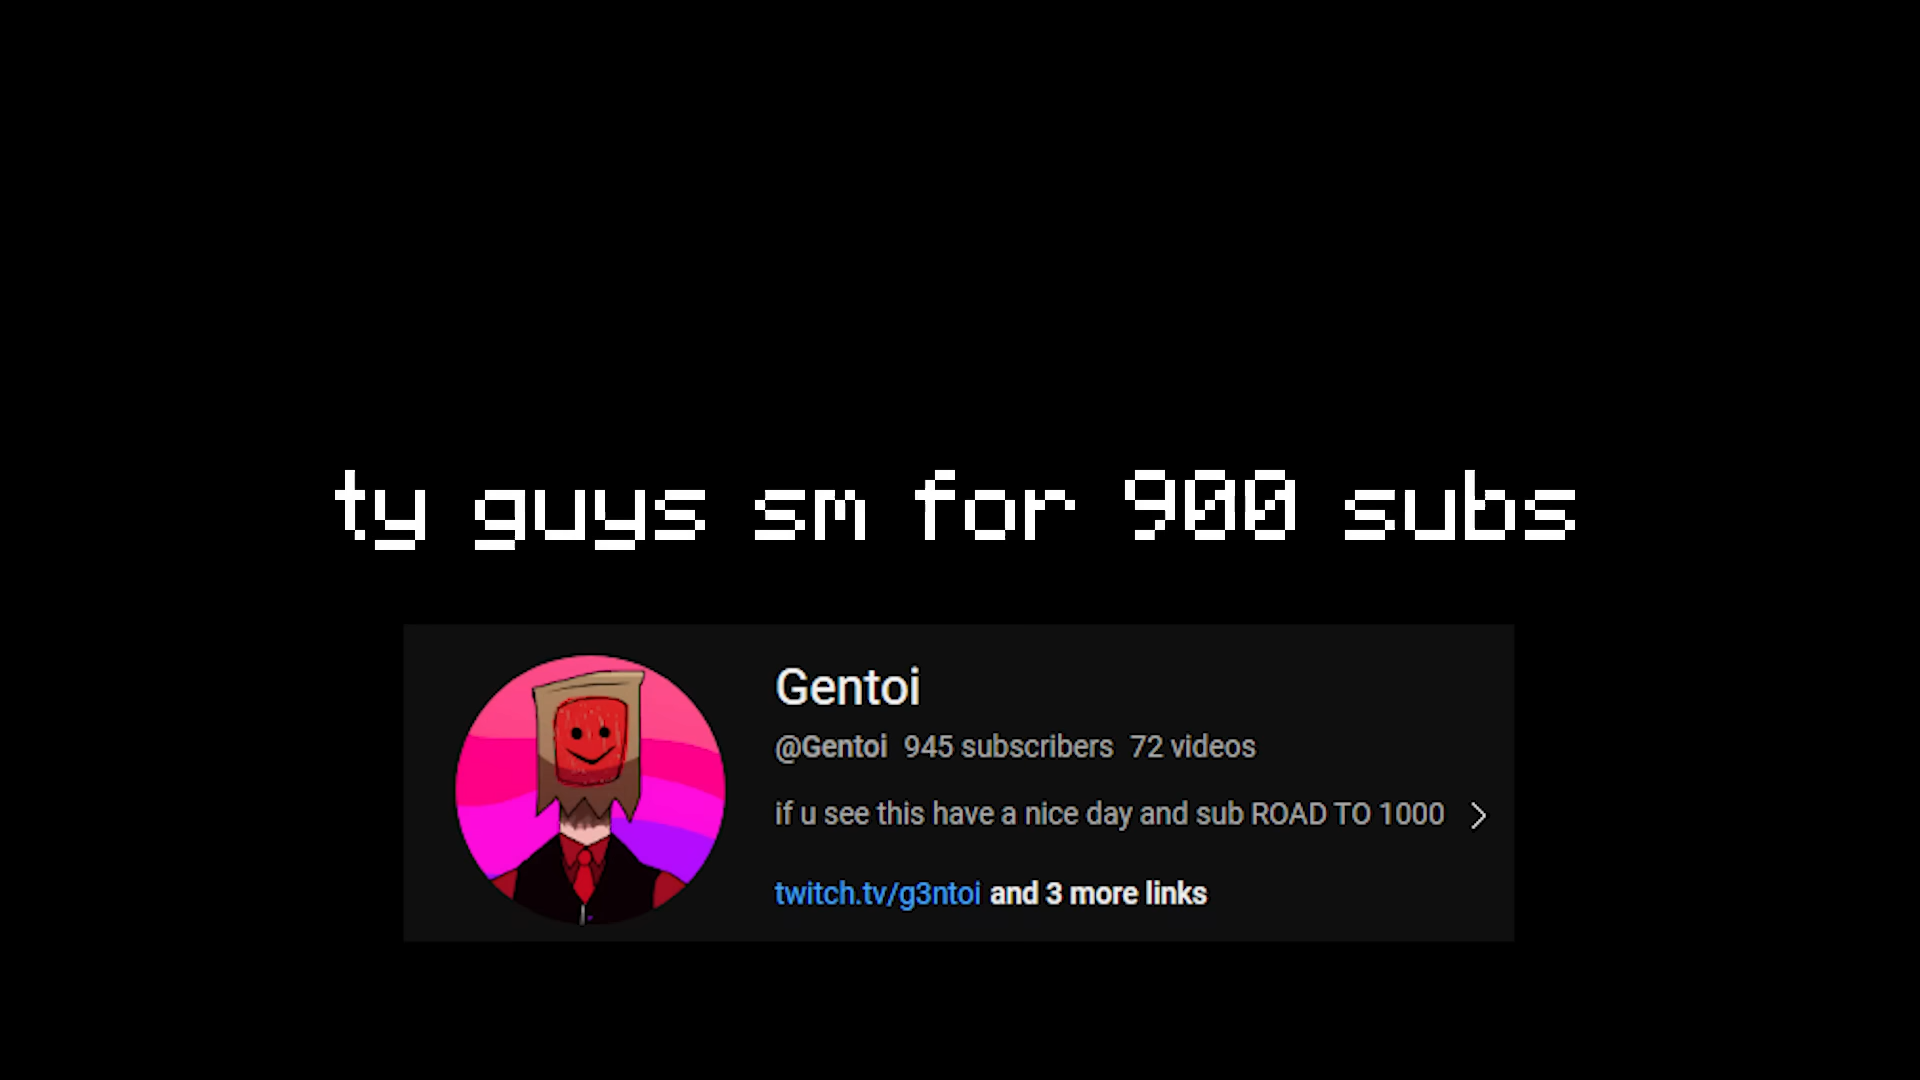 ty guys sm for 900 subs
Gentoi
@Gentoi 945 subscribers 72 videos
if u see this have a nice day and sub ROAD TO 1000
twitch.tv/g3ntoi and 3 more links